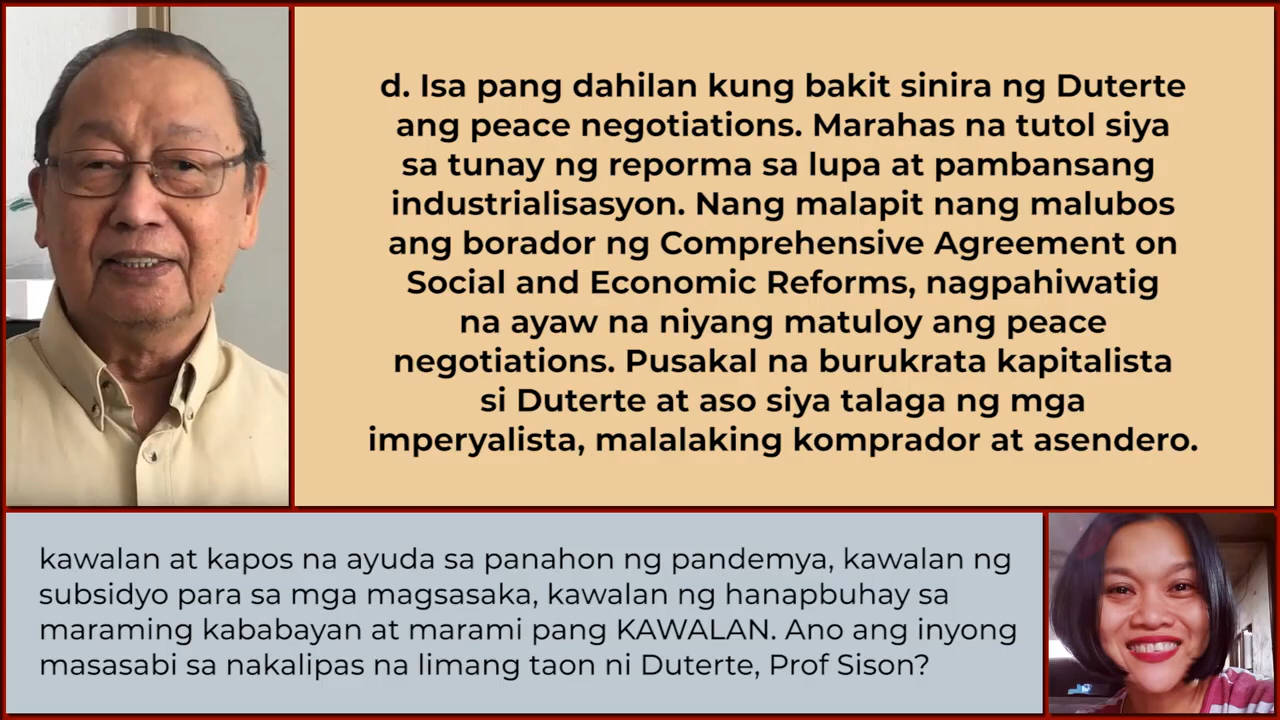 d. Isa pang dahilan kung bakit sinira ng Duterte
ang peace negotiations. Marahas na tutol siya
sa tunay ng reporma sa lupa at pambansang
industrialisasyon. Nang malapit nang malubos
ang borador ng Comprehensive Agreement on
Social and Economic Reforms, nagpahiwatig
na ayaw na niyang matuloy ang peace
negotiations. Pusakal na burukrata kapitalista
si Duterte at aso siya talaga ng mga
imperyalista, malalaking komprador at asendero.
kawalan at kapos na ayuda sa panahon ng pandemya, kawalan ng
subsidyo para sa mga magsasaka, kawalan ng hanapbuhay sa
maraming kababayan at marami pang KAWALAN. Ano ang inyong
masasabi sa nakalipas na limang taon ni Duterte, Prof Sison?